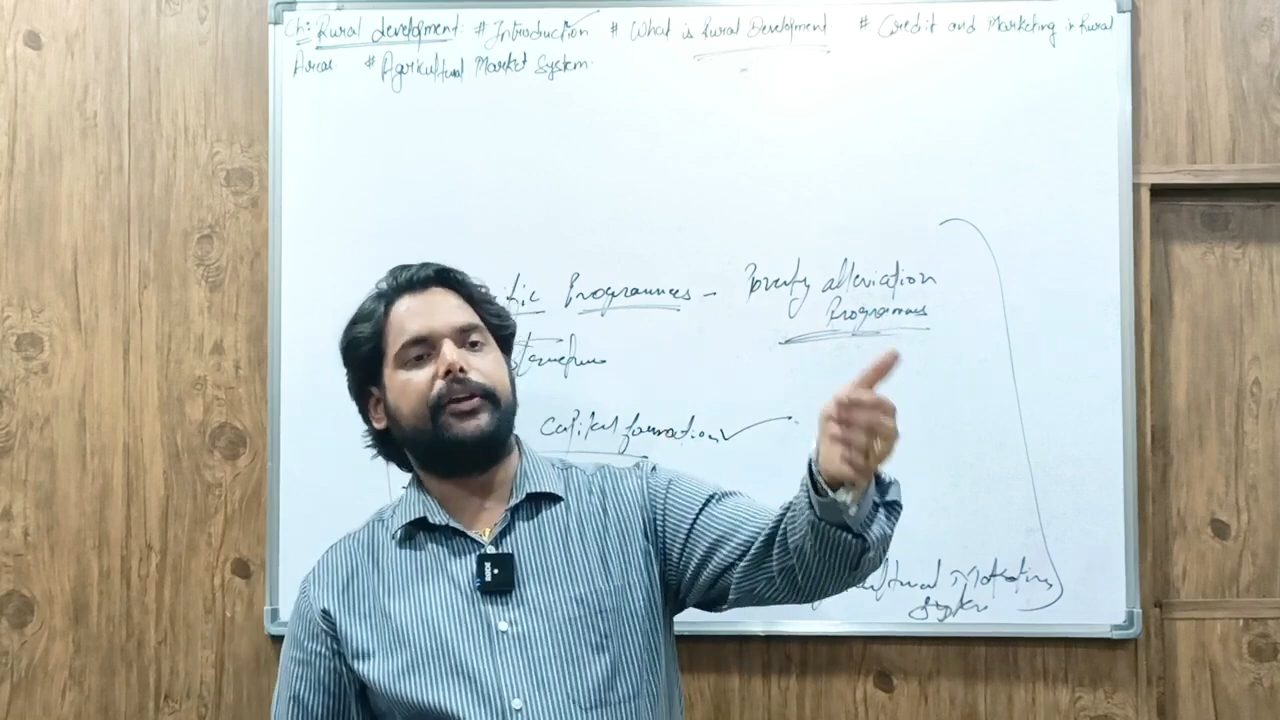 Ch: Rural development: # Introduction # What is Rural Development # Credit and Marketing in Rural
Areas # Agricultural Market System.
Programmes - Poverty alleviation
Programmes
Capital formation